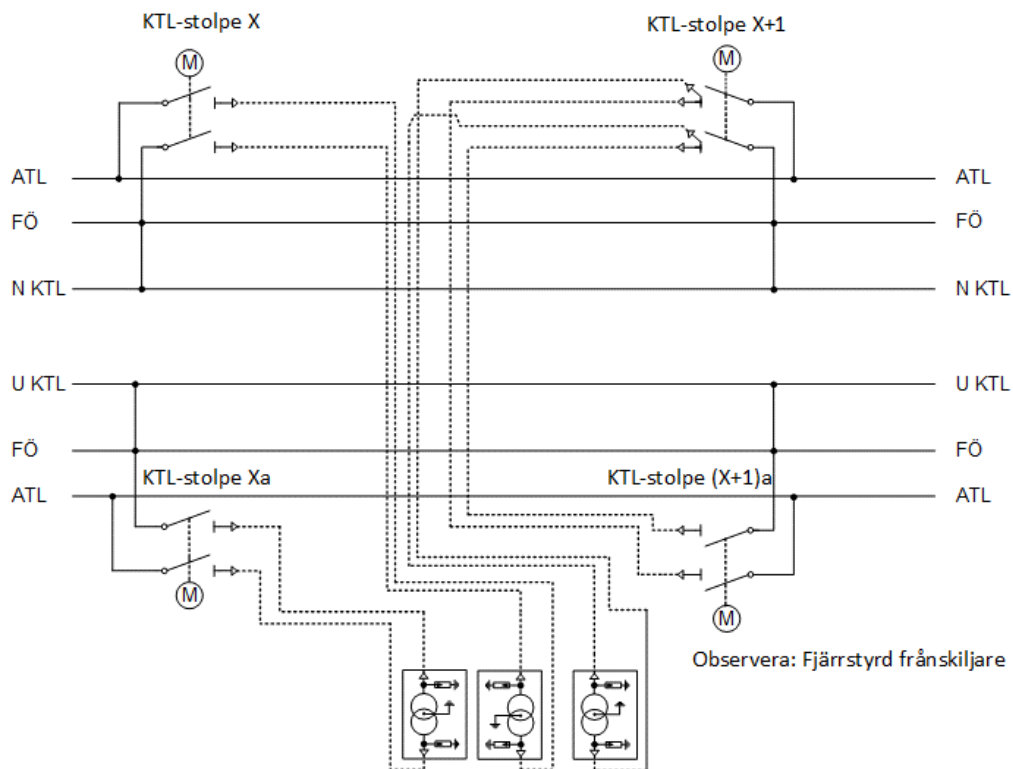 KTL-stolpe X
KTL-stolpe X+1
M
M
ATL
ATL
FÖ
FÖ
N KTL
N KTL
U KTL
U KTL
FÖ
FÖ
KTL-stolpe Xa
KTL-stolpe (X+1)a
ATL
ATL
M
M
Observera: Fjärrstyrd frånskiljare